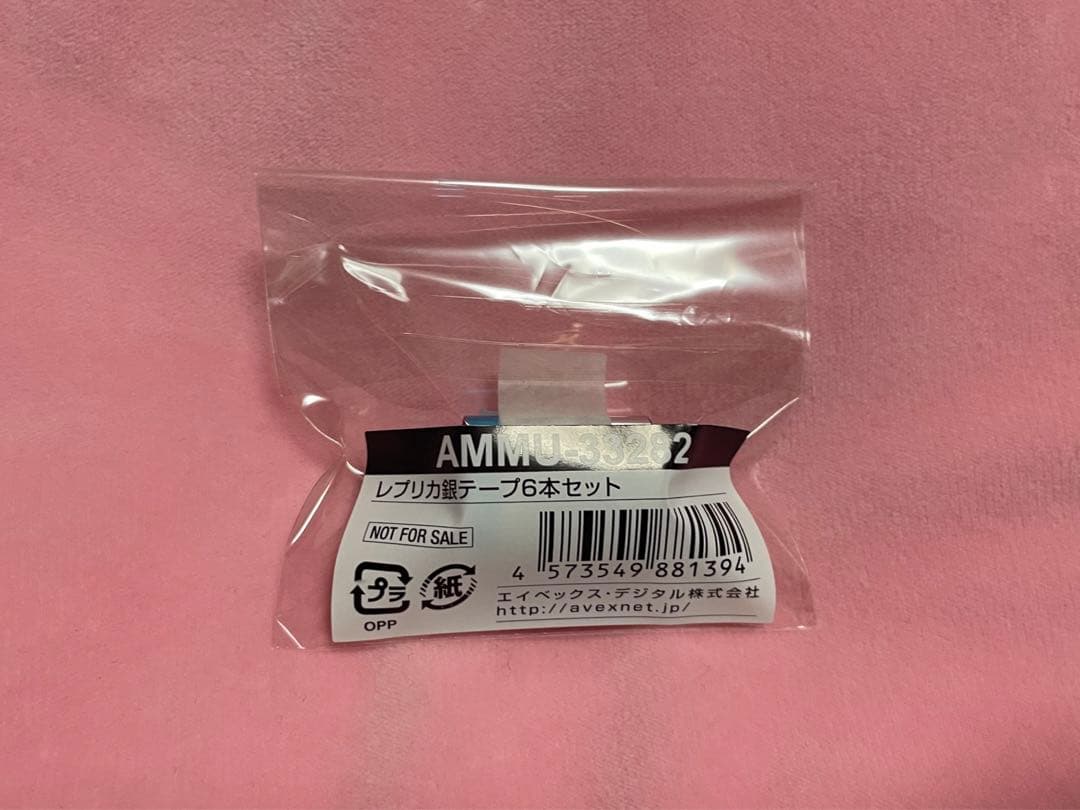 AMMU-33282
レプリカ銀テープ6本セット
NOT FOR SALE
4 573549 881394
プラ
紙
OPP
エイベックス・デジタル株式会社
http://avexnet.jp/